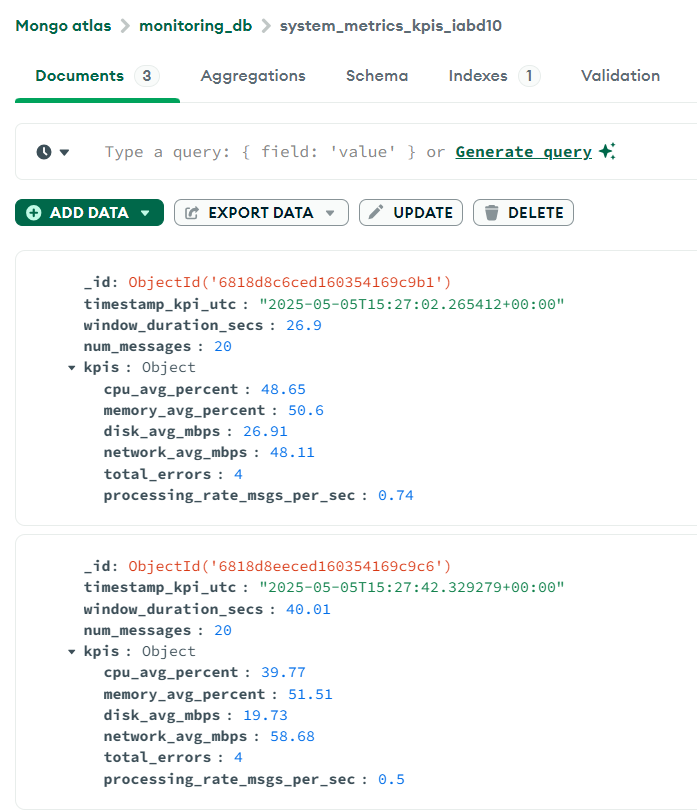 Mongo atlas > monitoring_db > system_metrics_kpis_iabd10
Documents 3 Aggregations Schema Indexes 1 Validation
Type a query: { field: 'value' } or Generate query
ADD DATA EXPORT DATA UPDATE DELETE
_id: ObjectId('6818d8c6ced160354169c9b1')
timestamp_kpi_utc : "2025-05-05T15:27:02.265412+00:00"
window_duration_secs : 26.9
num_messages : 20
kpis : Object
cpu_avg_percent : 48.65
memory_avg_percent : 50.6
disk_avg_mbps : 26.91
network_avg_mbps : 48.11
total_errors : 4
processing_rate_msgs_per_sec : 0.74
_id: ObjectId('6818d8eeced160354169c9c6')
timestamp_kpi_utc : "2025-05-05T15:27:42.329279+00:00"
window_duration_secs : 40.01
num_messages : 20
kpis : Object
cpu_avg_percent : 39.77
memory_avg_percent : 51.51
disk_avg_mbps : 19.73
network_avg_mbps : 58.68
total_errors : 4
processing_rate_msgs_per_sec : 0.5